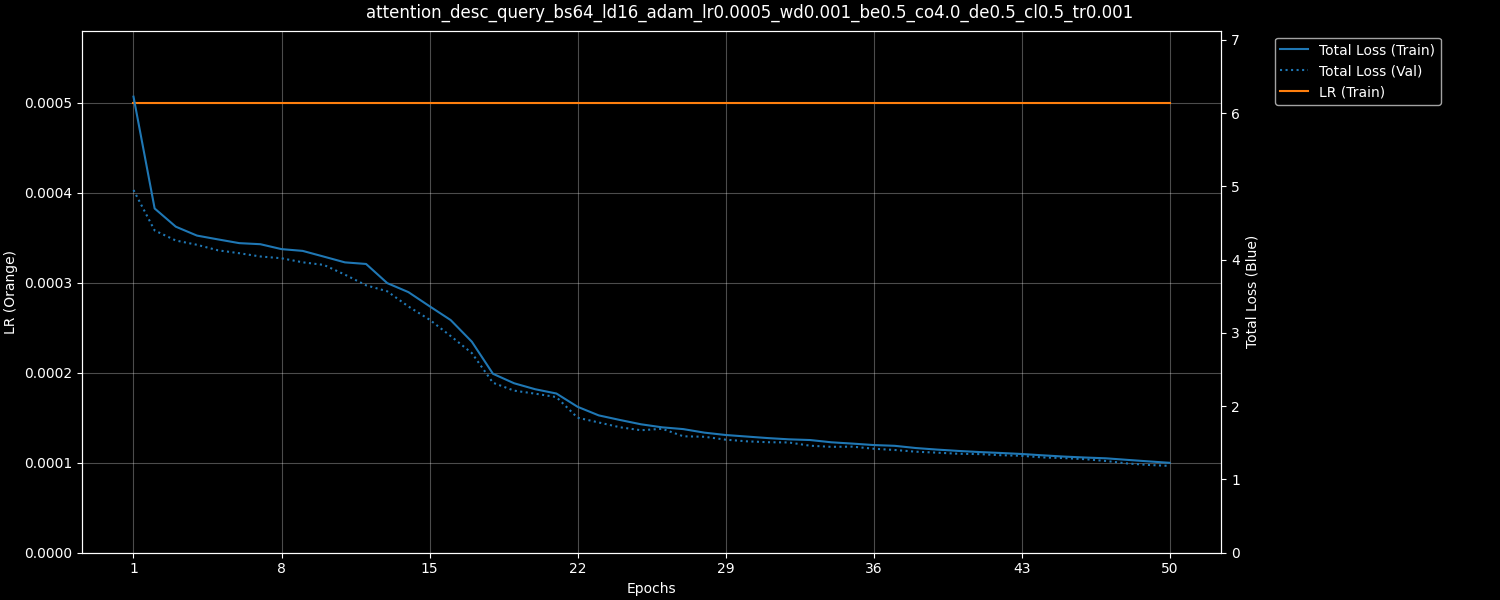 attention_desc_query_bs64_ld16_adam_lr0.0005_wd0.001_be0.5_co4.0_de0.5_cl0.5_tr0.001
Total Loss (Train)
Total Loss (Val)
LR (Train)
LR (Orange)
0.0005
0.0004
0.0003
0.0002
0.0001
0.0000
7
6
5
4
3
2
1
0
Total Loss (Blue)
1 8 15 22 29 36 43 50
Epochs